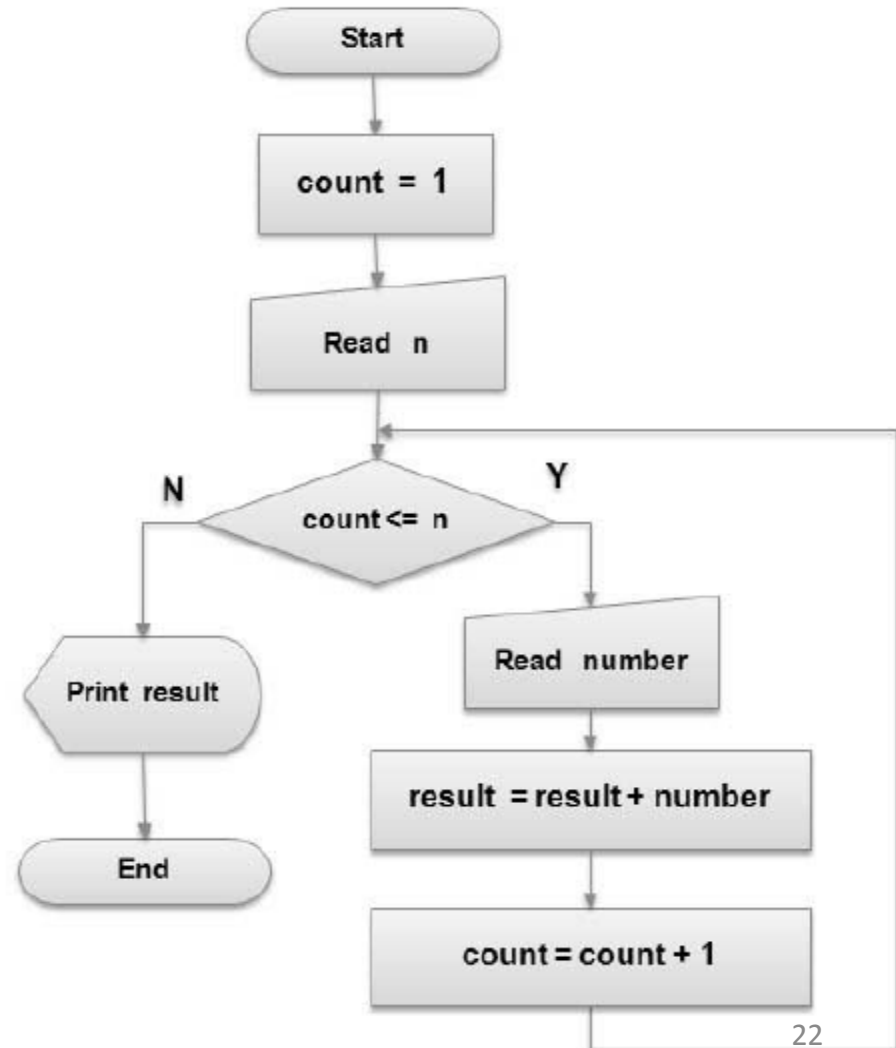 Start
count = 1
Read n
count <= n
N
Y
Read number
Print result
result = result + number
End
count = count + 1
22